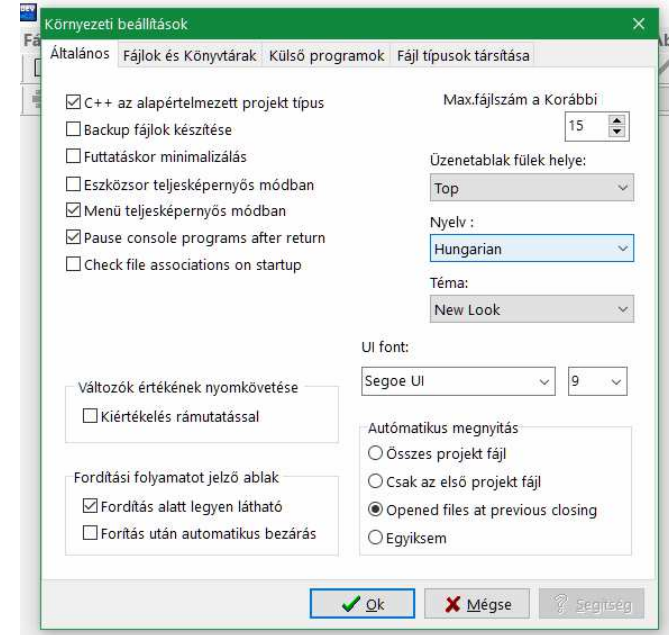 Környezeti beállítások
Általános
Fájlok és Könyvtárak
Külső programok
Fájl típusok társítása
C++ az alapértelmezett projekt típus
Backup fájlok készítése
Futtatáskor minimalizálás
Eszközsor teljesképernyős módban
Menü teljesképernyős módban
Pause console programs after return
Check file associations on startup
Max.fájlszám a Korábbi
15
Üzenetablak fülek helye:
Top
Nyelv :
Hungarian
Téma:
New Look
UI font:
Segoe UI
9
Változók értékének nyomkövetése
Kiértékelés rámutatással
Fordítási folyamatot jelző ablak
Fordítás alatt legyen látható
Forítás után automatikus bezárás
Autómatikus megnyitás
Összes projekt fájl
Csak az első projekt fájl
Opened files at previous closing
Egyiksem
Ok
Mégse
Segítség